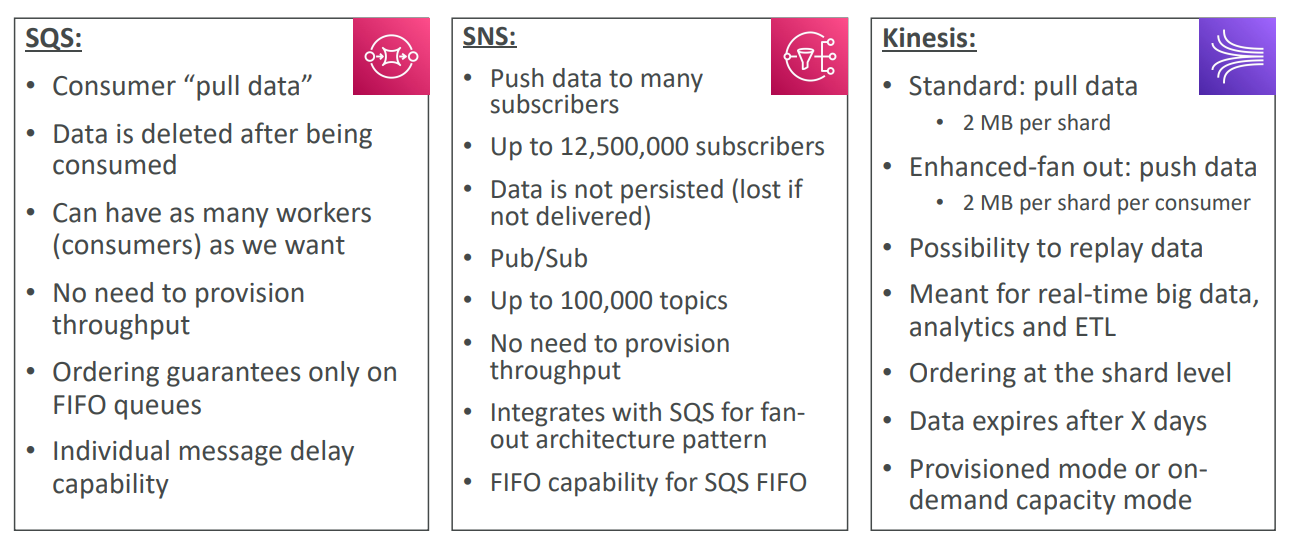 SQS:
• Consumer “pull data”
• Data is deleted after being
consumed
• Can have as many workers
(consumers) as we want
• No need to provision
throughput
• Ordering guarantees only on
FIFO queues
• Individual message delay
capability
SNS:
• Push data to many
subscribers
• Up to 12,500,000 subscribers
• Data is not persisted (lost if
not delivered)
• Pub/Sub
• Up to 100,000 topics
• No need to provision
throughput
• Integrates with SQS for fan-
out architecture pattern
• FIFO capability for SQS FIFO
Kinesis:
• Standard: pull data
• 2 MB per shard
• Enhanced-fan out: push data
• 2 MB per shard per consumer
• Possibility to replay data
• Meant for real-time big data,
analytics and ETL
• Ordering at the shard level
• Data expires after X days
• Provisioned mode or on-
demand capacity mode